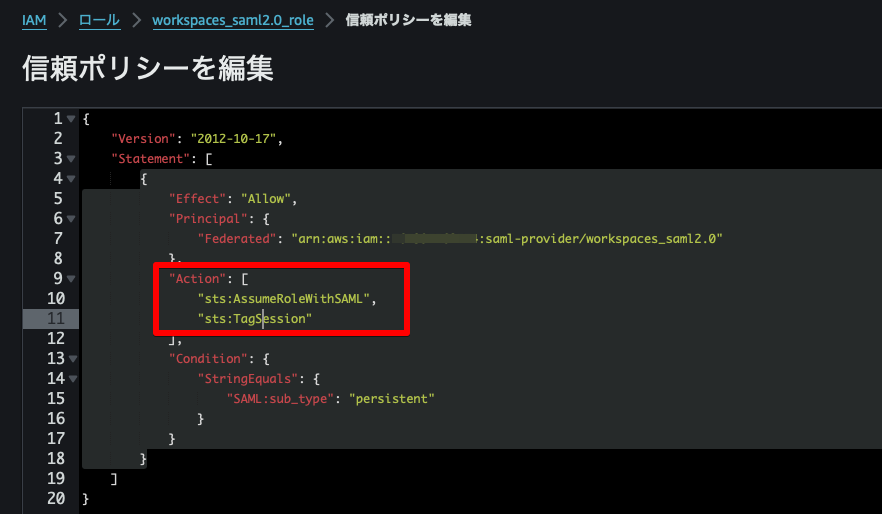 IAM > ロール > workspaces_saml2.0_role > 信頼ポリシーを編集
信頼ポリシーを編集
1 {
2 "Version": "2012-10-17",
3 "Statement": [
4 {
5 "Effect": "Allow",
6 "Principal": {
7 "Federated": "arn:aws:iam:: :saml-provider/workspaces_saml2.0"
8 },
9 "Action": [
10 "sts:AssumeRoleWithSAML",
11 "sts:TagSession"
12 ],
13 "Condition": {
14 "StringEquals": {
15 "SAML:sub_type": "persistent"
16 }
17 }
18 }
19 ]
20 }